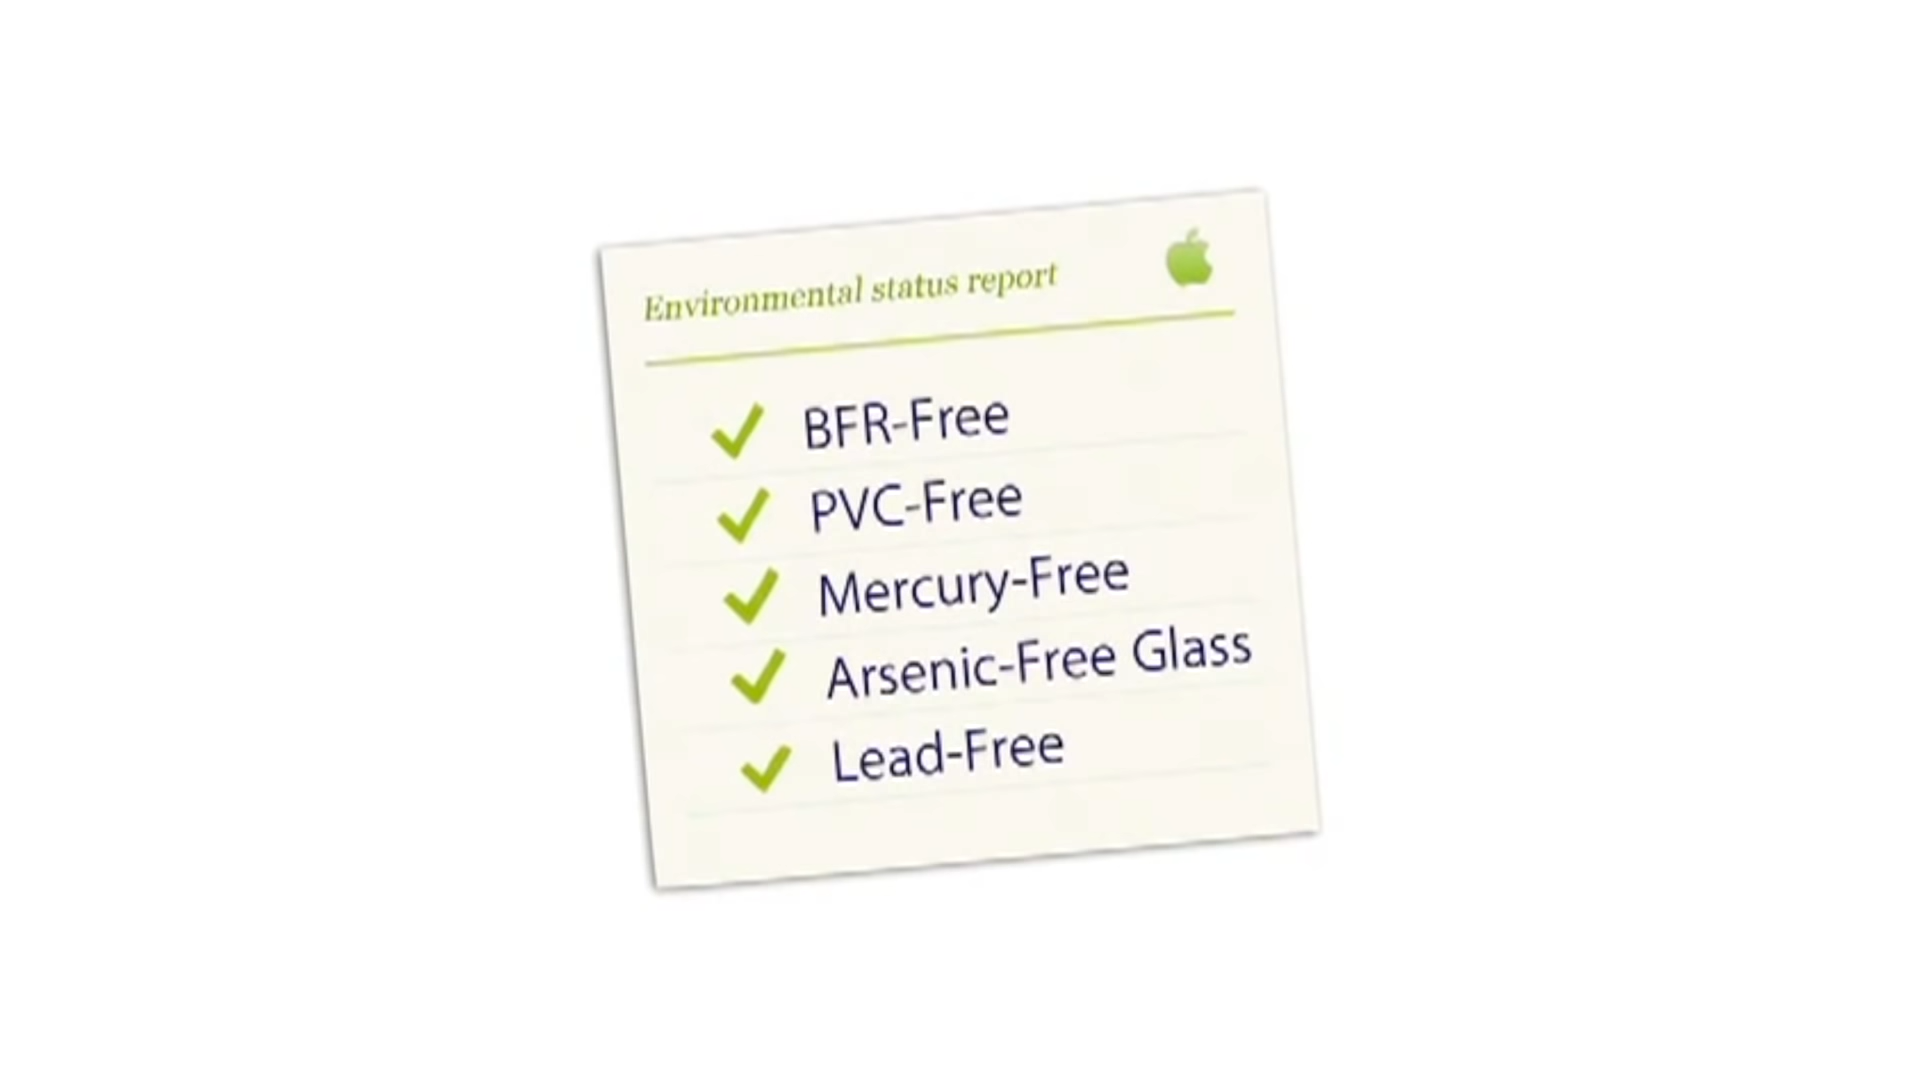 Environmental status report
BFR-Free
PVC-Free
Mercury-Free
Arsenic-Free Glass
Lead-Free